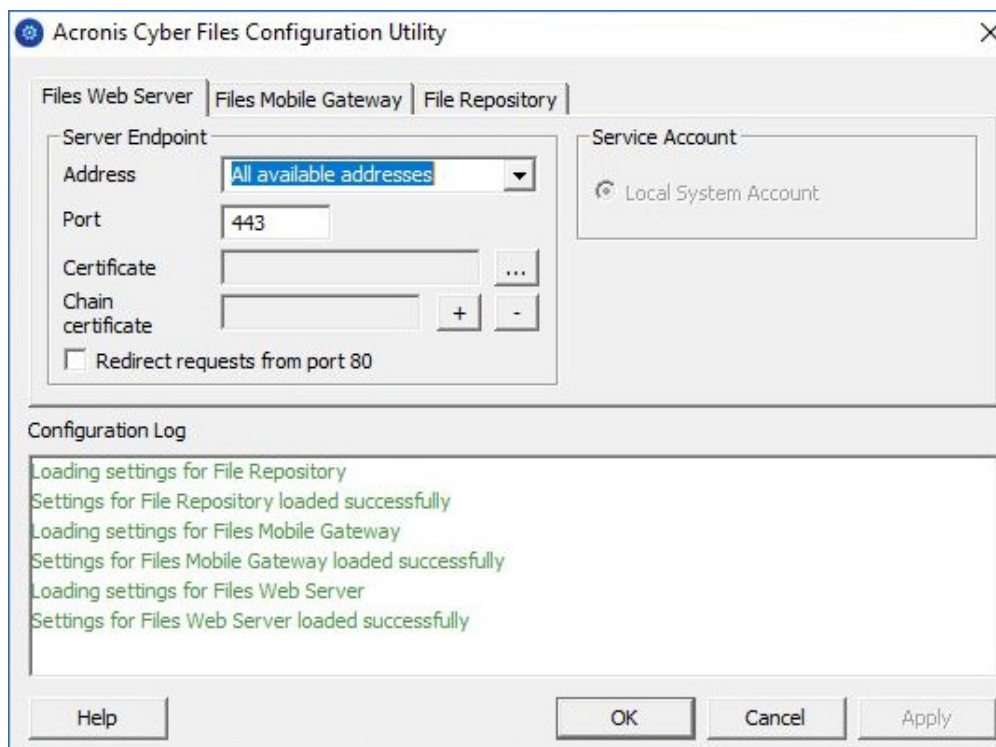 Acronis Cyber Files Configuration Utility
Files Web Server
Files Mobile Gateway
File Repository
Server Endpoint
Address
All available addresses
Port
443
Certificate
...
Chain
certificate
+
-
Redirect requests from port 80
Service Account
Local System Account
Configuration Log
Loading settings for File Repository
Settings for File Repository loaded successfully
Loading settings for Files Mobile Gateway
Settings for Files Mobile Gateway loaded successfully
Loading settings for Files Web Server
Settings for Files Web Server loaded successfully
Help
OK
Cancel
Apply